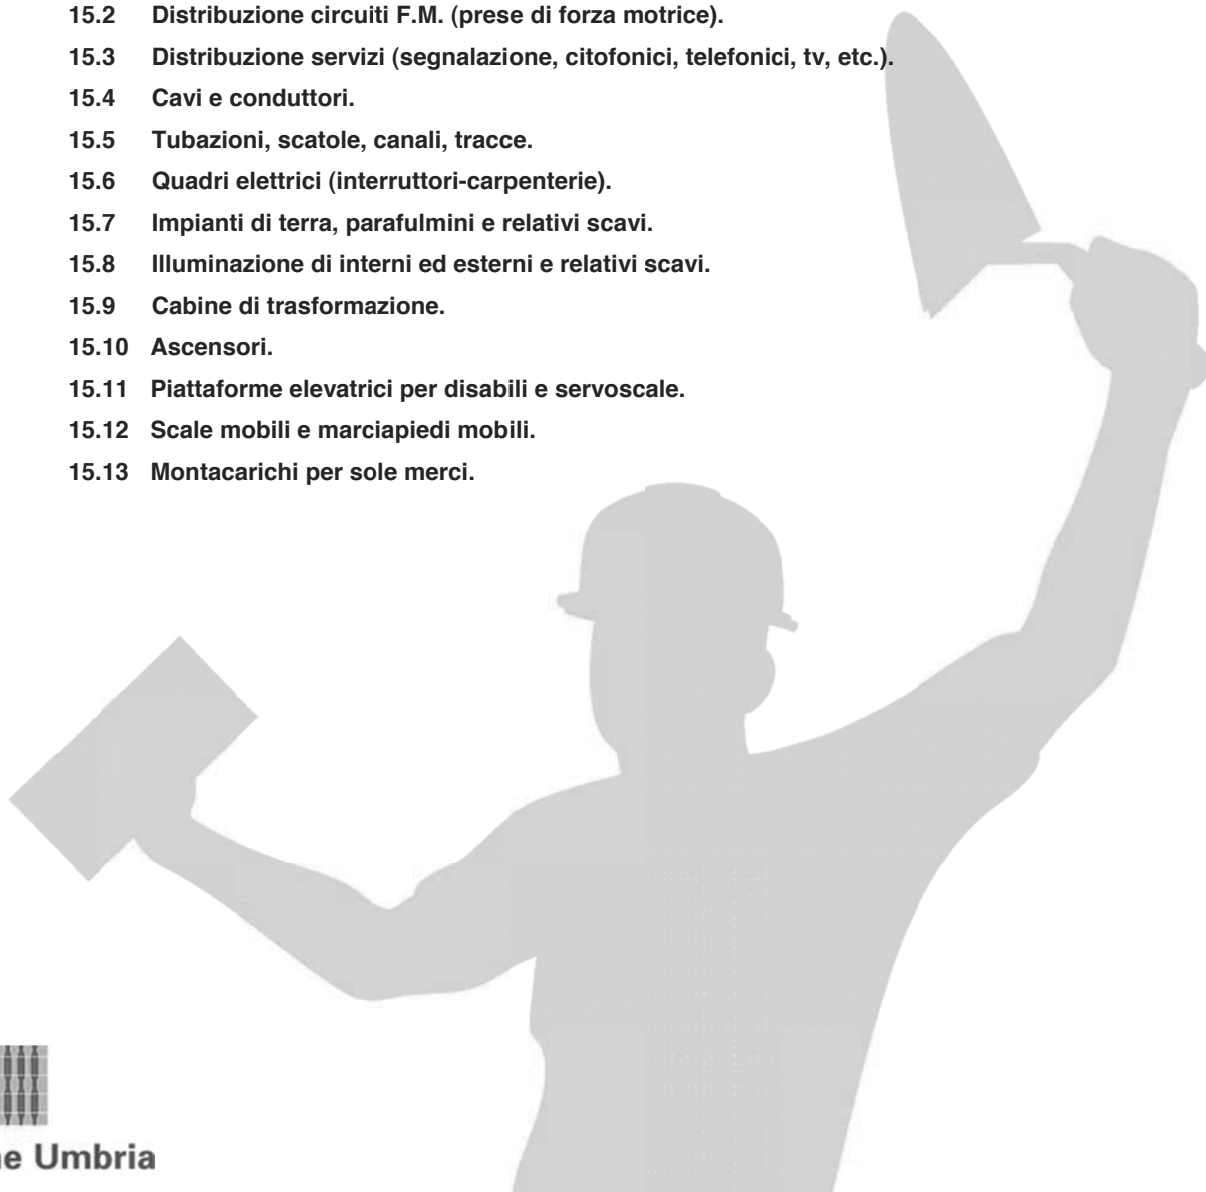 15.2 Distribuzione circuiti F.M. (prese di forza motrice).
15.3 Distribuzione servizi (segnalazione, citofonici, telefonici, tv, etc.).
15.4 Cavi e conduttori.
15.5 Tubazioni, scatole, canali, tracce.
15.6 Quadri elettrici (interruttori-carpenterie).
15.7 Impianti di terra, parafulmini e relativi scavi.
15.8 Illuminazione di interni ed esterni e relativi scavi.
15.9 Cabine di trasformazione.
15.10 Ascensori.
15.11 Piattaforme elevatrici per disabili e servoscale.
15.12 Scale mobili e marciapiedi mobili.
15.13 Montacarichi per sole merci.
Umbria